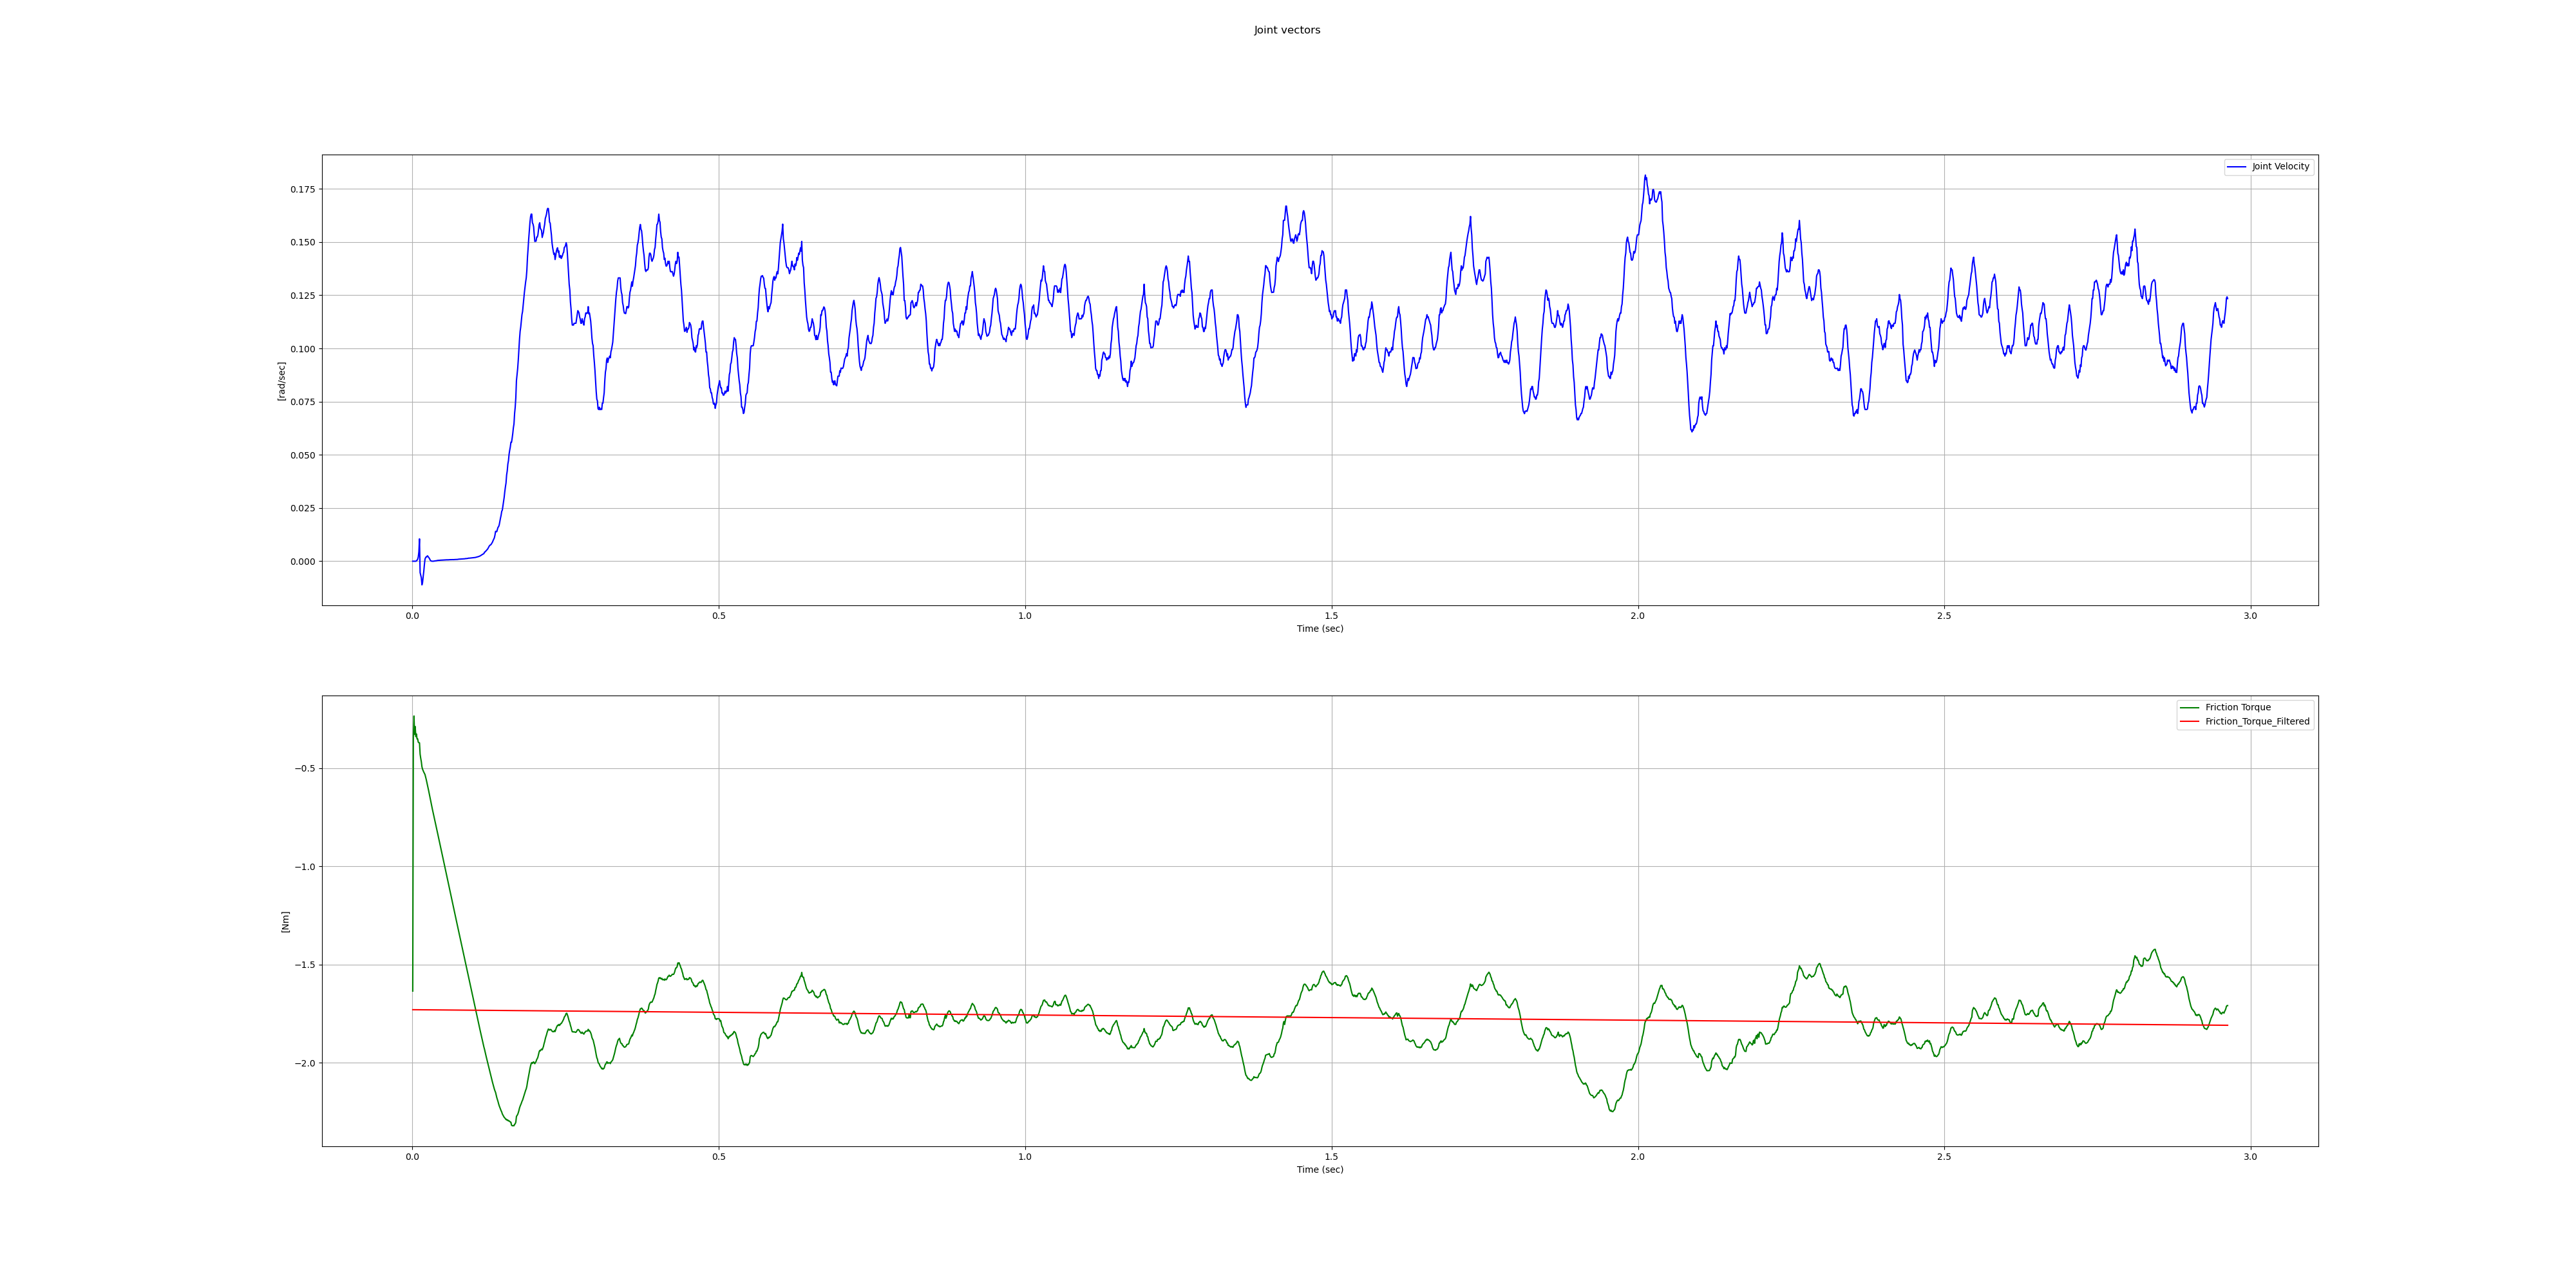 Joint vectors
Joint Velocity
0.175
0.150
0.125
0.100
0.075
0.050
0.025
0.000
[rad/sec]
0.0 0.5 1.0 1.5 2.0 2.5 3.0
Time (sec)
Friction Torque
Friction_Torque_Filtered
−0.5
−1.0
−1.5
−2.0
[Nm]
0.0 0.5 1.0 1.5 2.0 2.5 3.0
Time (sec)